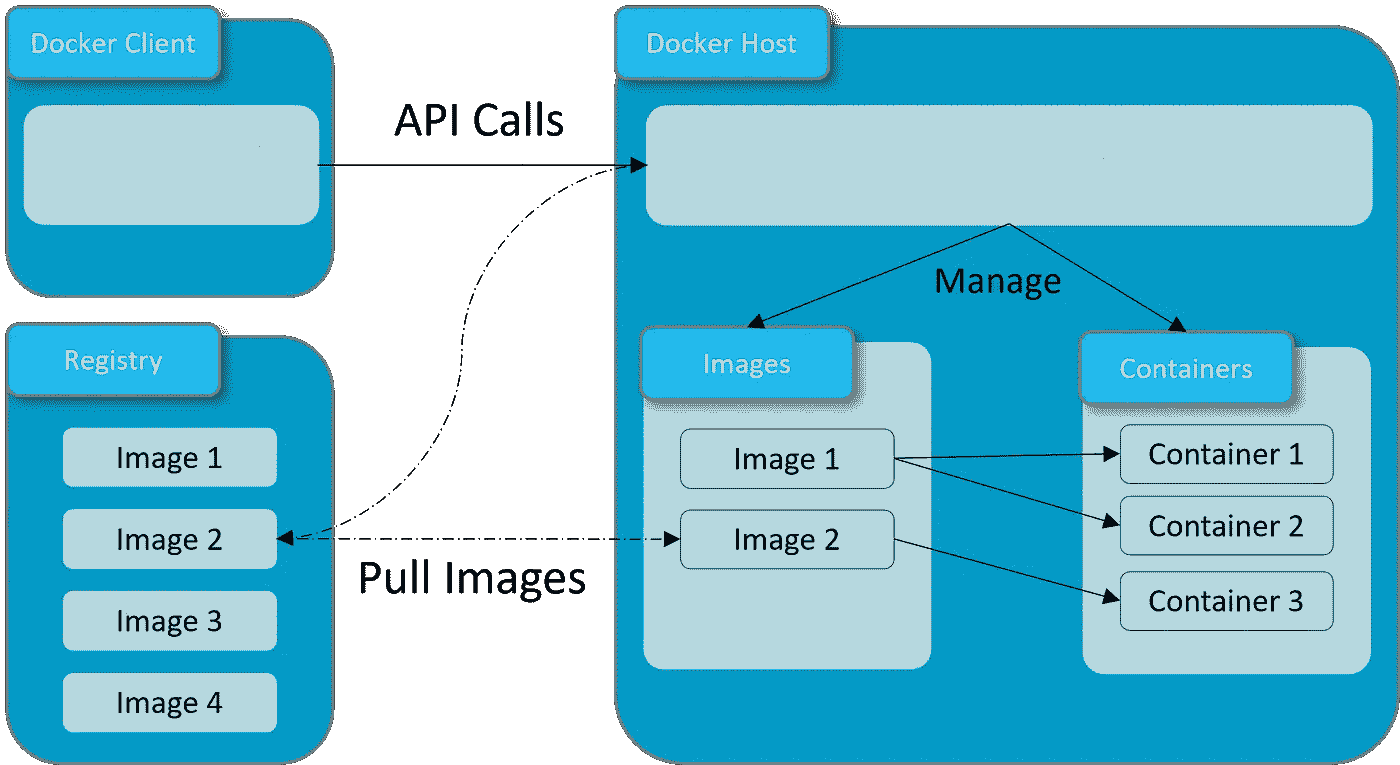 Docker Client
Docker Host
API Calls
Manage
Registry
Images
Containers
Image 1
Image 2
Image 3
Image 4
Pull Images
Image 1
Image 2
Container 1
Container 2
Container 3